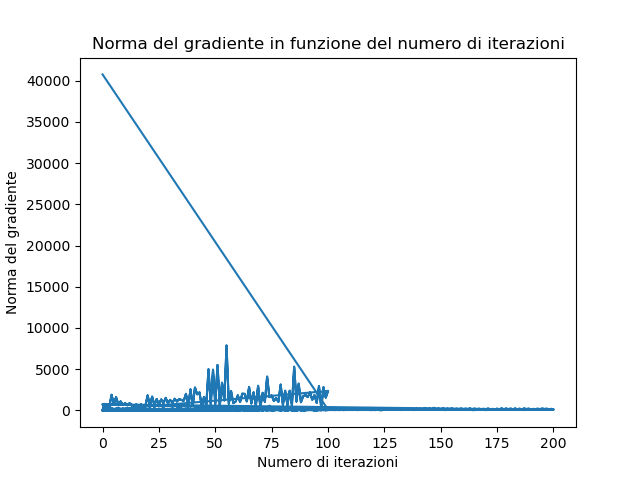 Norma del gradiente in funzione del numero di iterazioni
Norma del gradiente
40000
35000
30000
25000
20000
15000
10000
5000
0
0 25 50 75 100 125 150 175 200
Numero di iterazioni